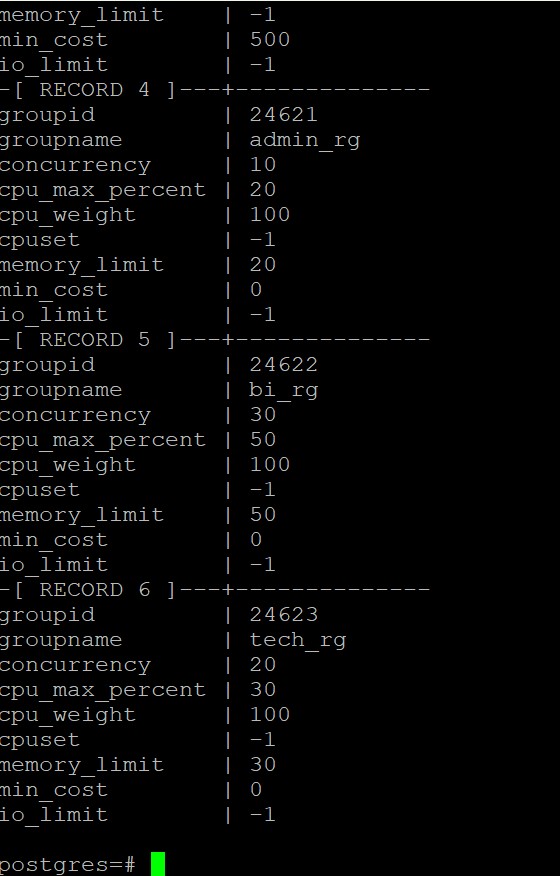 memory_limit | -1
min_cost | 500
io_limit | -1
-[ RECORD 4 ]---+--------------
groupid | 24621
groupname | admin_rg
concurrency | 10
cpu_max_percent | 20
cpu_weight | 100
cpuset | -1
memory_limit | 20
min_cost | 0
io_limit | -1
-[ RECORD 5 ]---+--------------
groupid | 24622
groupname | bi_rg
concurrency | 30
cpu_max_percent | 50
cpu_weight | 100
cpuset | -1
memory_limit | 50
min_cost | 0
io_limit | -1
-[ RECORD 6 ]---+--------------
groupid | 24623
groupname | tech_rg
concurrency | 20
cpu_max_percent | 30
cpu_weight | 100
cpuset | -1
memory_limit | 30
min_cost | 0
io_limit | -1
postgres=#